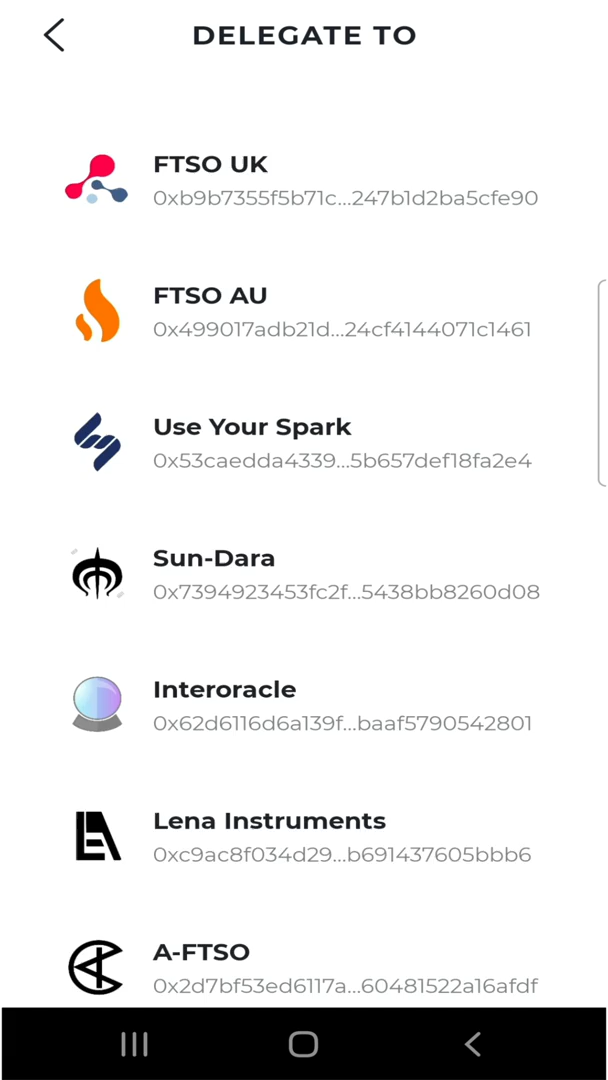 DELEGATE TO
FTSO UK
0xb9b7355f5b71c...247b1d2ba5cfe90
FTSO AU
0x499017adb21d...24cf4144071c1461
Use Your Spark
0x53caedda4339...5b657def18fa2e4
Sun-Dara
0x7394923453fc2f...5438bb8260d08
Interoracle
0x62d6116d6a139f...baaf5790542801
Lena Instruments
0xc9ac8f034d29...b691437605bbb6
A-FTSO
0x2d7bf53ed6117a...60481522a16afdf